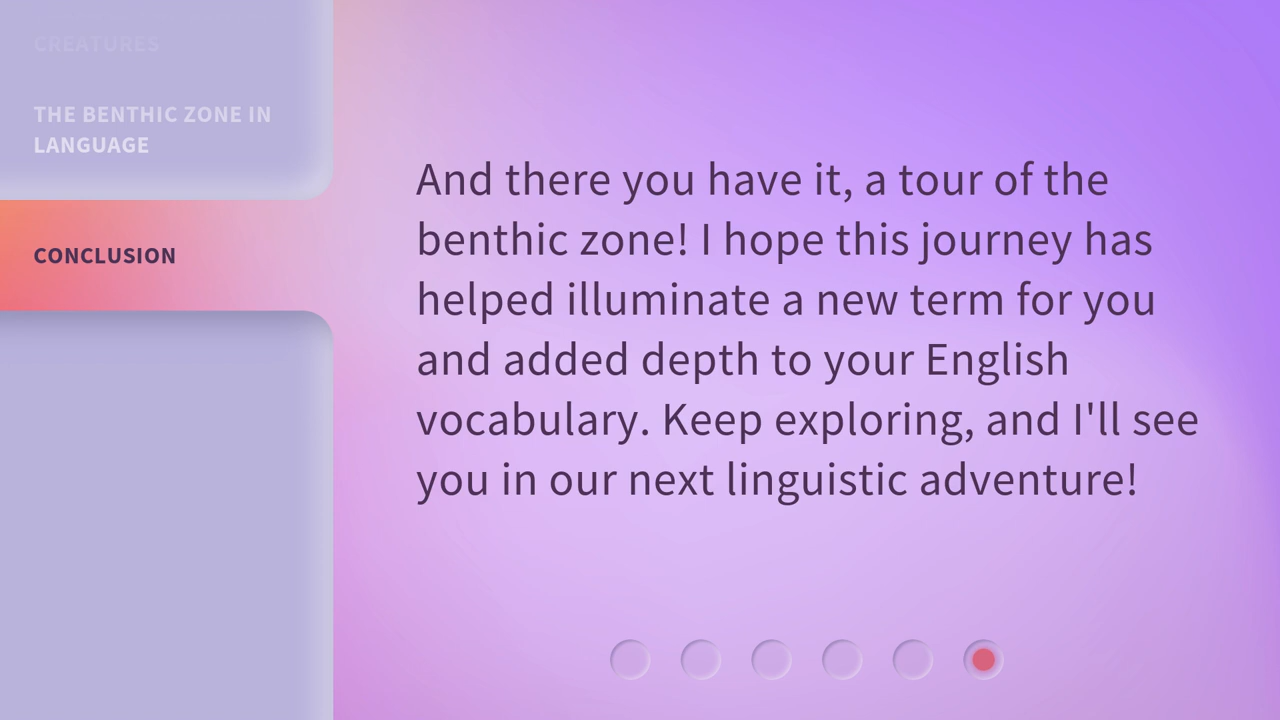 CREATURES
THE BENTHIC ZONE IN
LANGUAGE
CONCLUSION
And there you have it, a tour of the
benthic zone! I hope this journey has
helped illuminate a new term for you
and added depth to your English
vocabulary. Keep exploring, and I'll see
you in our next linguistic adventure!